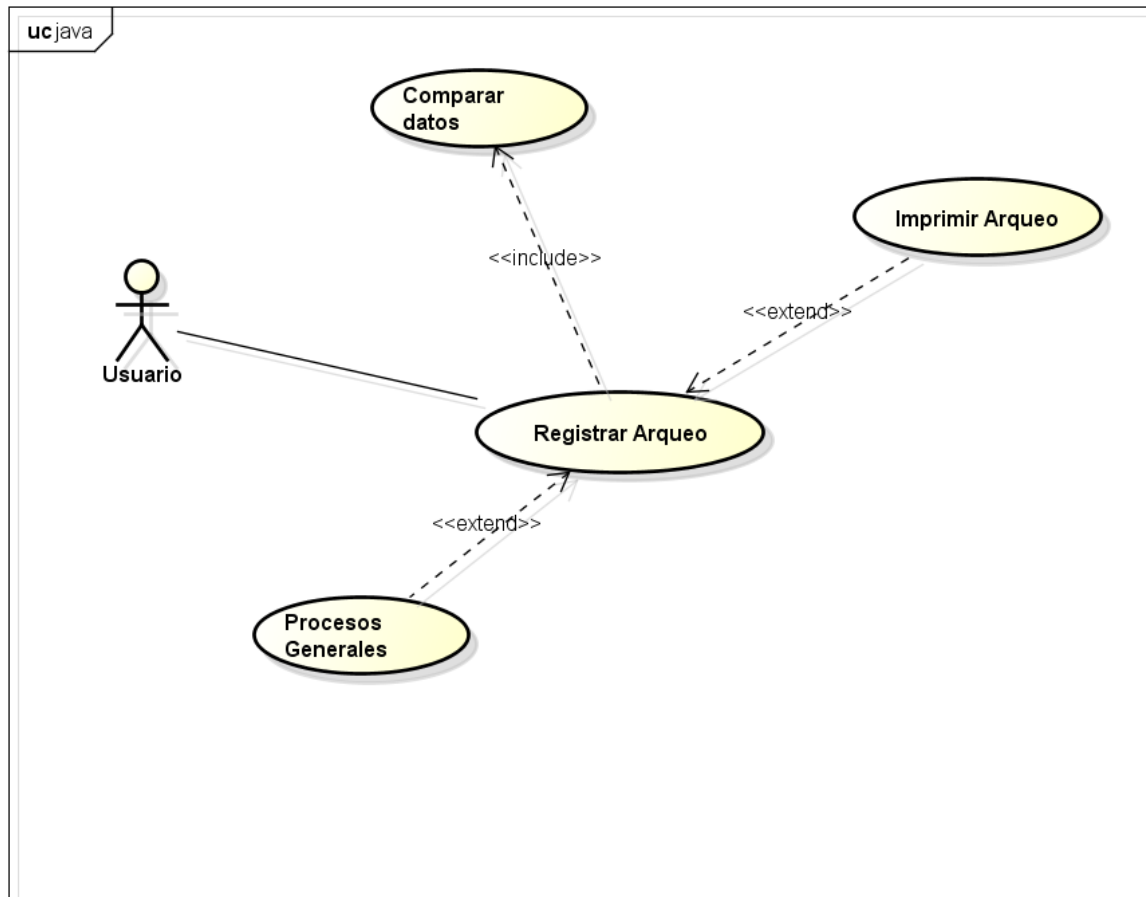 uc java
Comparar
datos
Imprimir Arqueo
<<include>>
<<extend>>
Usuario
Registrar Arqueo
<<extend>>
Procesos
Generales